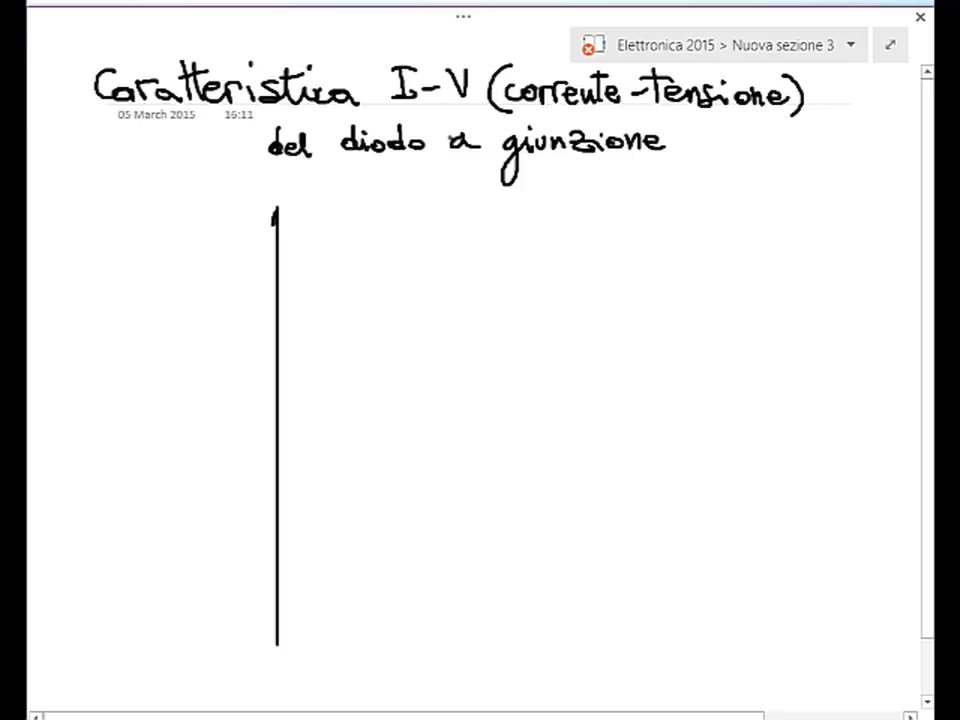 Elettronica 2015 > Nuova sezione 3
Caratteristica I-V (corrente-tensione)
05 March 2015 16:11
del diodo a giunzione